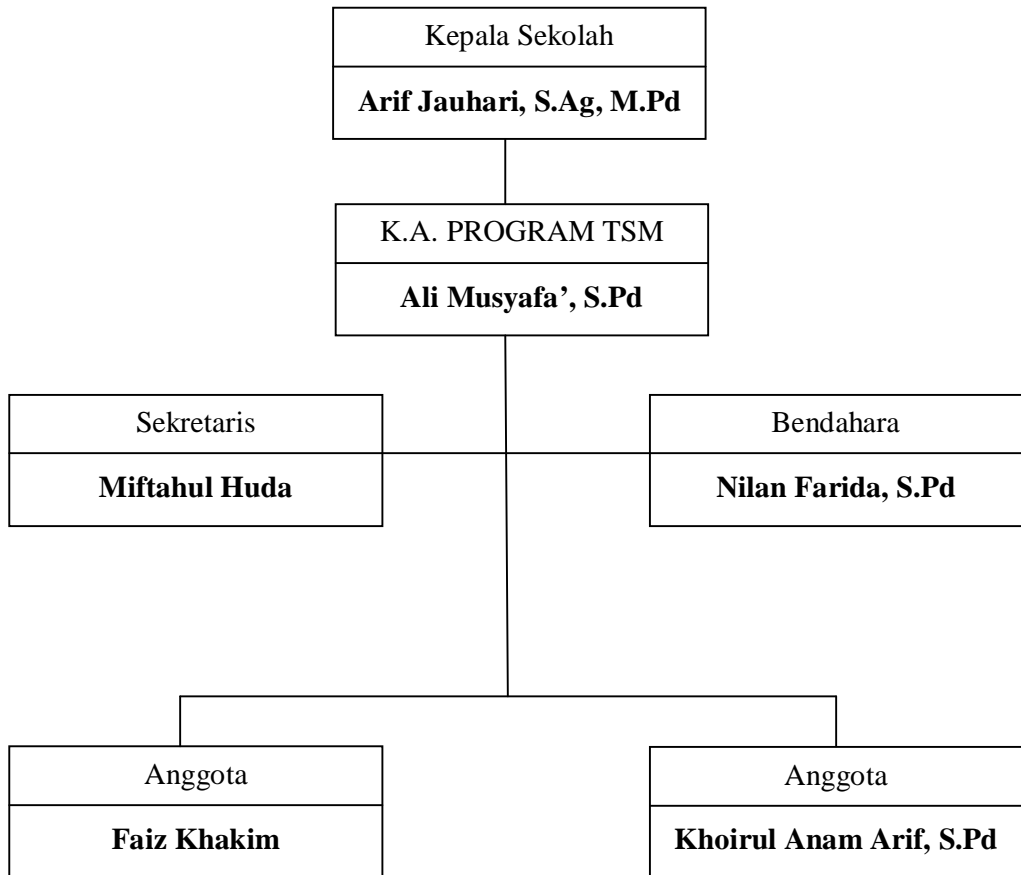 Kepala Sekolah
Arif Jauhari, S.Ag, M.Pd
K.A. PROGRAM TSM
Ali Musyafa’, S.Pd
Sekretaris
Miftahul Huda
Bendahara
Nilan Farida, S.Pd
Anggota
Faiz Khakim
Anggota
Khoirul Anam Arif, S.Pd